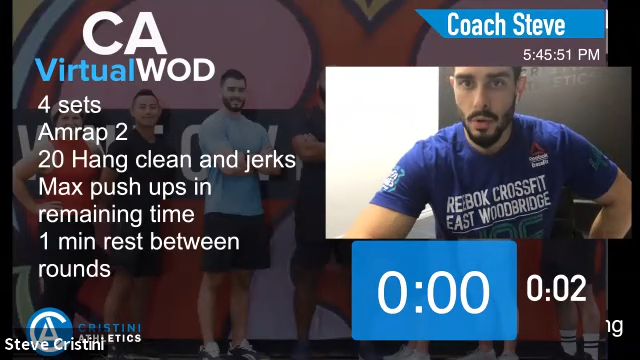 CA
VirtualWOD
Coach Steve
5:45:51 PM
4 sets
Amrap 2
20 Hang clean and jerks
Max push ups in
remaining time
1 min rest between
rounds
REEBOK CROSSFIT
EAST WOODBRIDGE
0:00
0:02
CRISTINI
ATHLETICS
Steve Cristini